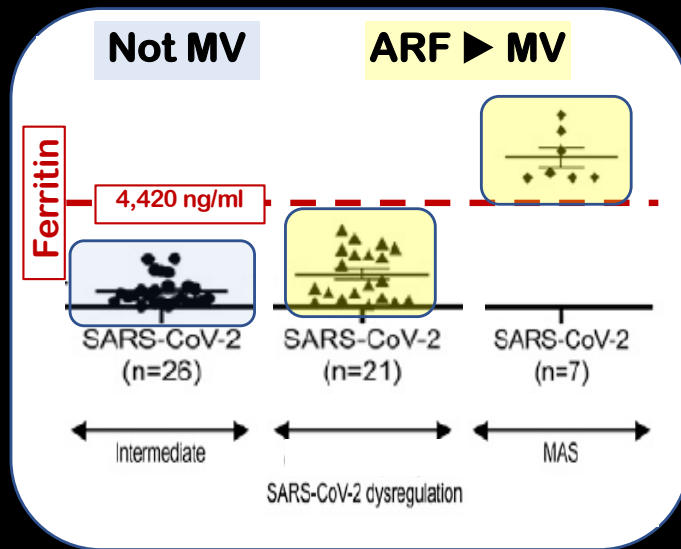 Not MV
ARF ► MV
Ferritin
4,420 ng/ml
SARS-CoV-2
(n=26)
SARS-CoV-2
(n=21)
SARS-CoV-2
(n=7)
Intermediate
MAS
SARS-CoV-2 dysregulation